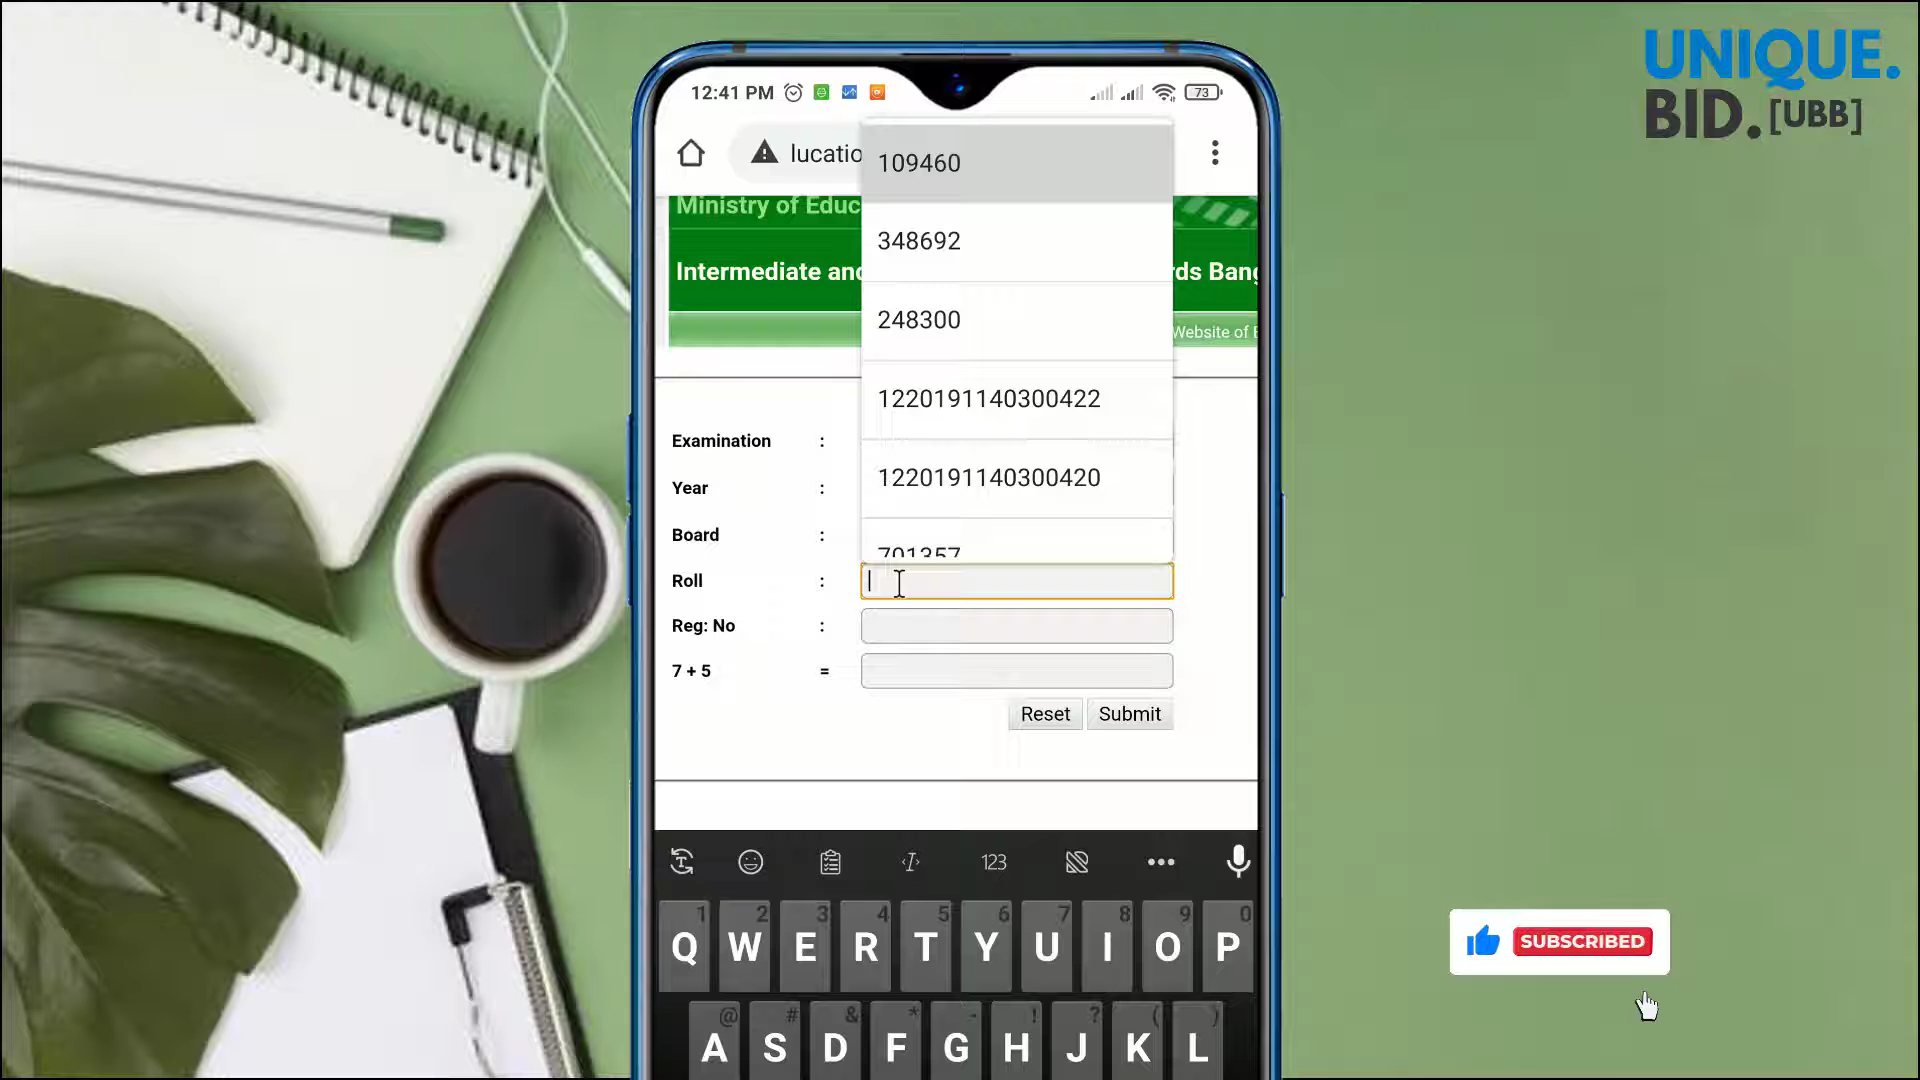 UNIQUE.
BID. [UBB]
12:41 PM
73
lucatio
109460
348692
248300
1220191140300422
1220191140300420
701357
Ministry of Educ
Intermediate and
rds Bang
Website of E
Examination :
Year :
Board :
Roll :
Reg: No :
7 + 5 =
Reset Submit
123
1 2 3 4 5 6 7 8 9 0
Q W E R T Y U I O P
@ # & * - ! ? ( )
A S D F G H J K L
SUBSCRIBED